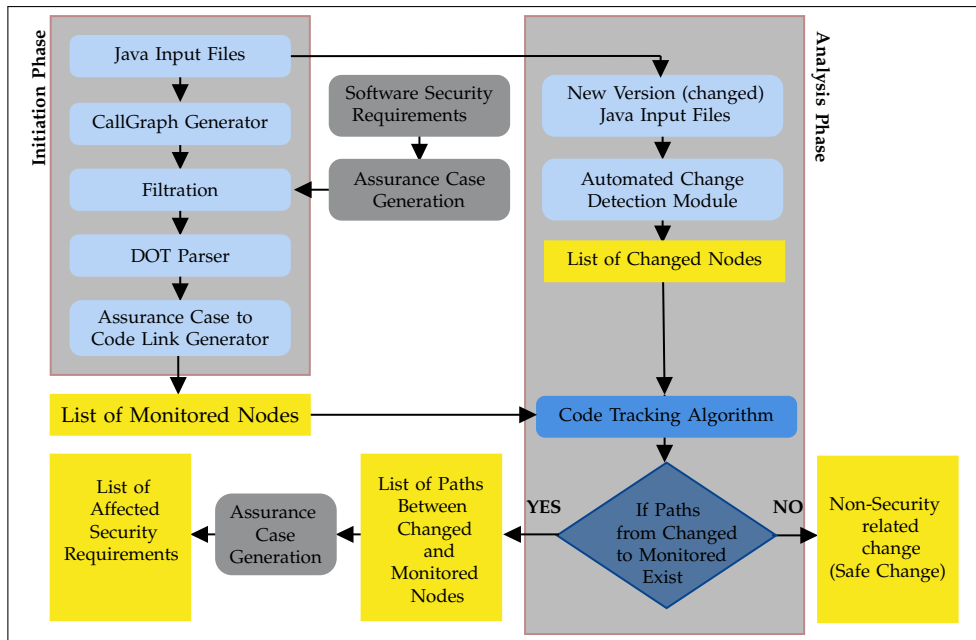 Initiation Phase
Java Input Files
CallGraph Generator
Filtration
DOT Parser
Assurance Case to
Code Link Generator
List of Monitored Nodes
Software Security
Requirements
Assurance Case
Generation
Analysis Phase
New Version (changed)
Java Input Files
Automated Change
Detection Module
List of Changed Nodes
Code Tracking Algorithm
If Paths
from Changed
to Monitored
Exist
YES
NO
List of Paths
Between
Changed
and
Monitored
Nodes
Assurance
Case
Generation
List of
Affected
Security
Requirements
Non-Security
related
change
(Safe Change)